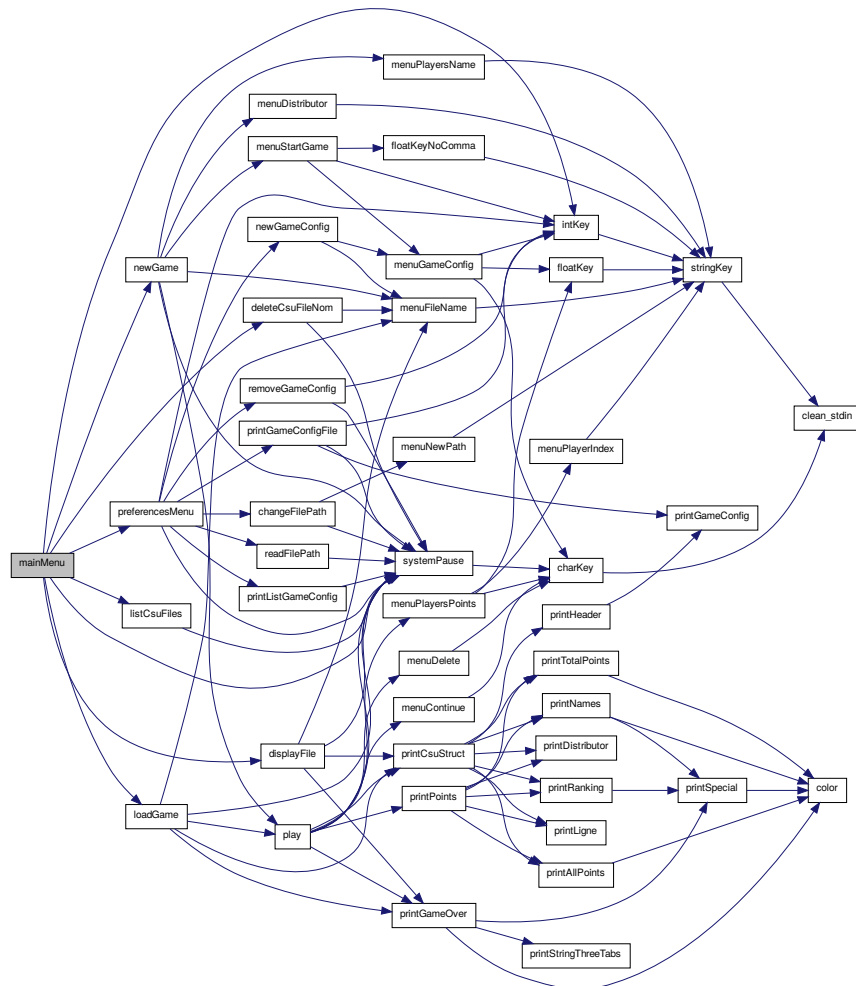 menuPlayersName
menuDistributor
menuStartGame
floatKeyNoComma
newGameConfig
intKey
newGame
menuGameConfig
floatKey
stringKey
deleteCsuFileNom
menuFileName
removeGameConfig
clean_stdin
printGameConfigFile
menuNewPath
menuPlayerIndex
preferencesMenu
changeFilePath
printGameConfig
mainMenu
readFilePath
systemPause
charKey
printListGameConfig
menuPlayersPoints
listCsuFiles
printHeader
menuDelete
printTotalPoints
menuContinue
printNames
displayFile
printCsuStruct
printDistributor
printRanking
printSpecial
color
printPoints
loadGame
play
printLigne
printAllPoints
printGameOver
printStringThreeTabs